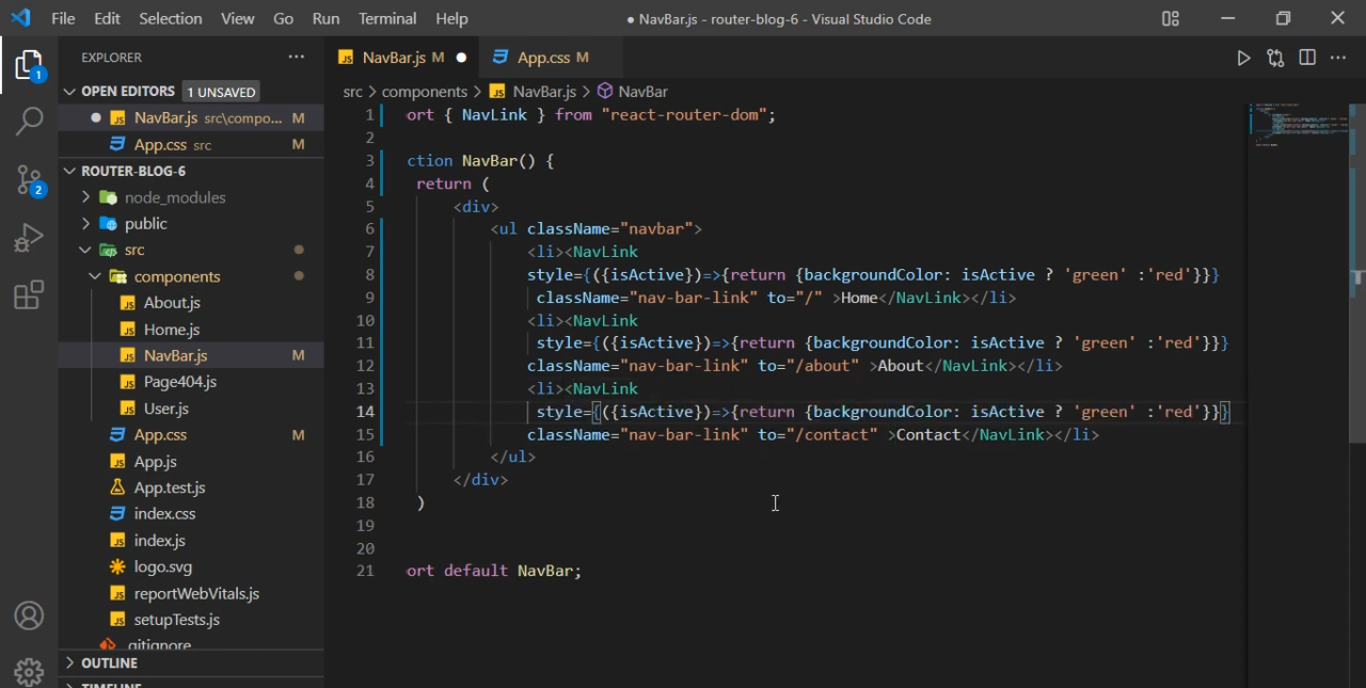 File Edit Selection View Go Run Terminal Help
● NavBar.js - router-blog-6 - Visual Studio Code
EXPLORER
OPEN EDITORS 1 UNSAVED
NavBar.js src\compo... M
App.css src M
ROUTER-BLOG-6
node_modules
public
src
components
About.js
Home.js
NavBar.js M
Page404.js
User.js
App.css M
App.js
App.test.js
index.css
index.js
logo.svg
reportWebVitals.js
setupTests.js
.gitignore
OUTLINE
TIMELINE
1
2
NavBar.js M ●
App.css M
src > components > NavBar.js > NavBar
1 ort { NavLink } from "react-router-dom";
2
3 ction NavBar() {
4 return (
5 <div>
6 <ul className="navbar">
7 <li><NavLink
8 style={({isActive})=>{return {backgroundColor: isActive ? 'green' :'red'}}}
9 className="nav-bar-link" to="/" >Home</NavLink></li>
10 <li><NavLink
11 style={({isActive})=>{return {backgroundColor: isActive ? 'green' :'red'}}}
12 className="nav-bar-link" to="/about" >About</NavLink></li>
13 <li><NavLink
14 style={({isActive})=>{return {backgroundColor: isActive ? 'green' :'red'}}}
15 className="nav-bar-link" to="/contact" >Contact</NavLink></li>
16 </ul>
17 </div>
18 )
19
20
21 ort default NavBar;